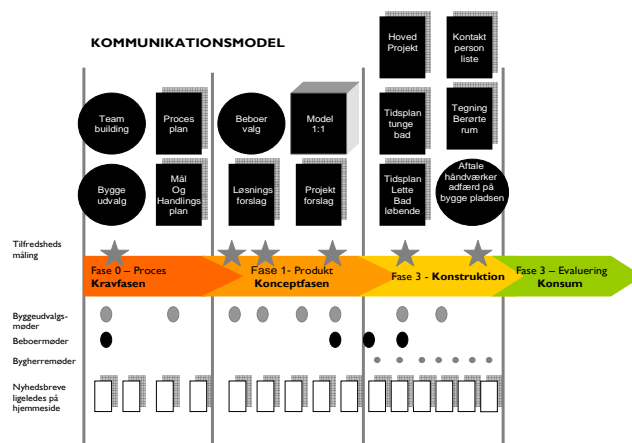 KOMMUNIKATIONSMODEL
Hoved
Projekt
Kontakt
person
liste
Team
building
Proces
plan
Beboer
valg
Model
1:1
Tidsplan
tunge
bad
Tegning
Berørte
rum
Bygge
udvalg
Mål
Og
Handlings
plan
Løsnings
forslag
Projekt
forslag
Tidsplan
Lette
Bad
løbende
Aftale
håndværker
adfærd på
bygge pladsen
Tilfredsheds
måling
Fase 0 – Proces
Kravfasen
Fase 1- Produkt
Konceptfasen
Fase 3 - Konstruktion
Fase 3 – Evaluering
Konsum
Byggeudvalgs-
møder
Beboermøder
Bygherremøder
Nyhedsbreve
ligeledes på
hjemmeside